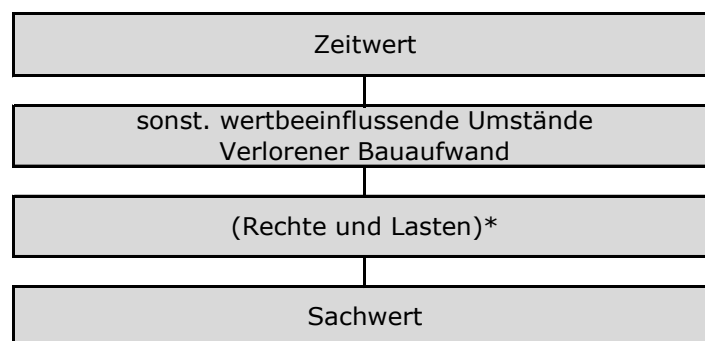 Zeitwert
sonst. wertbeeinflussende Umstände
Verlorener Bauaufwand
(Rechte und Lasten)*
Sachwert